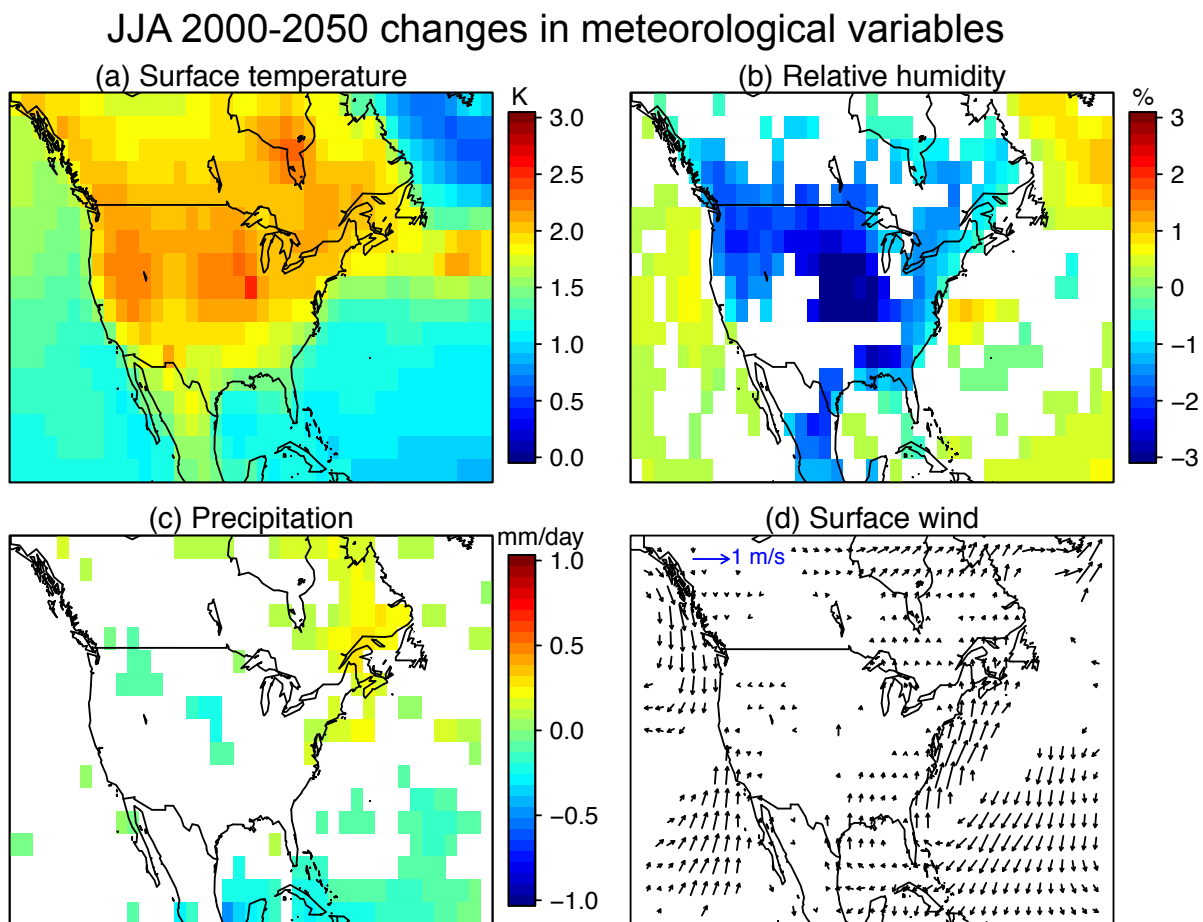 JJA 2000-2050 changes in meteorological variables
(a) Surface temperature
K
3.0
2.5
2.0
1.5
1.0
0.5
0.0
(b) Relative humidity
%
3
2
1
0
−1
−2
−3
(c) Precipitation
mm/day
1.0
0.5
0.0
−0.5
−1.0
(d) Surface wind
1 m/s